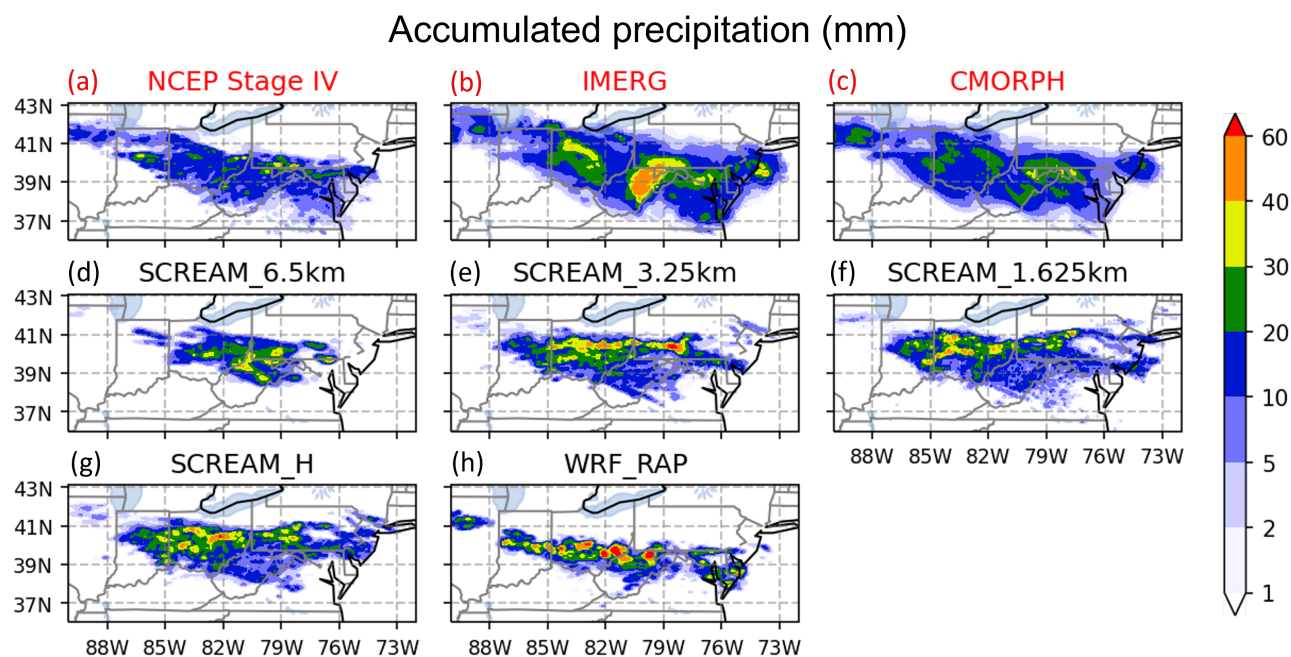 Accumulated precipitation (mm)
(a) NCEP Stage IV
(b) IMERG
(c) CMORPH
43N
41N
39N
37N
60
40
30
20
10
5
2
1
(d) SCREAM_6.5km
(e) SCREAM_3.25km
(f) SCREAM_1.625km
43N
41N
39N
37N
88W 85W 82W 79W 76W 73W
(g) SCREAM_H
(h) WRF_RAP
43N
41N
39N
37N
88W 85W 82W 79W 76W 73W
88W 85W 82W 79W 76W 73W